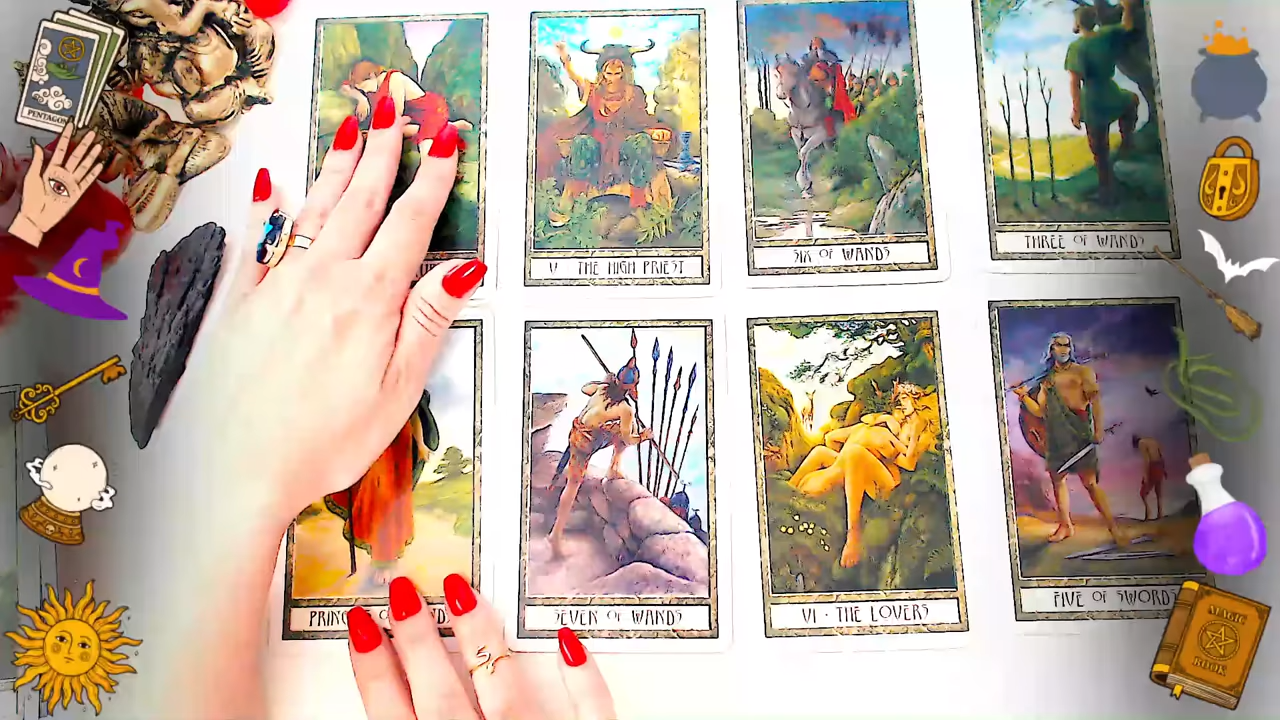 PENTAGON
V · THE HIGH PRIEST
SIX OF WANDS
THREE OF WANDS
SEVEN OF WANDS
VI · THE LOVERS
FIVE OF SWORDS
MAGIC
BOOK